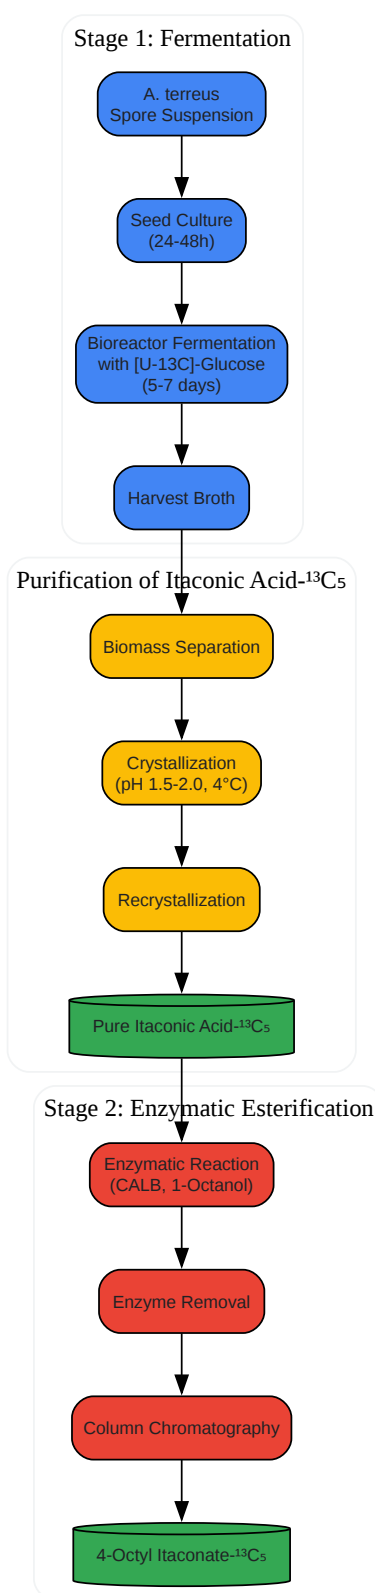 Stage 1: Fermentation
A. terreus
Spore Suspension
Seed Culture
(24-48h)
Bioreactor Fermentation
with [U-13C]-Glucose
(5-7 days)
Harvest Broth
Purification of Itaconic Acid-¹³C₅
Biomass Separation
Crystallization
(pH 1.5-2.0, 4°C)
Recrystallization
Pure Itaconic Acid-¹³C₅
Stage 2: Enzymatic Esterification
Enzymatic Reaction
(CALB, 1-Octanol)
Enzyme Removal
Column Chromatography
4-Octyl Itaconate-¹³C₅